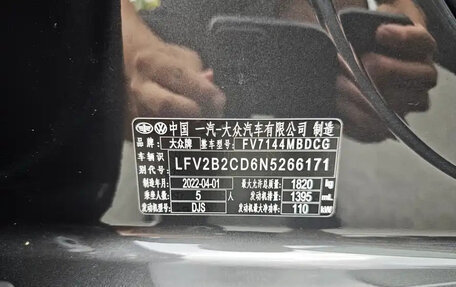 中国 一汽-大众汽车有限公司 制造
品牌: 大众牌 整车型号: FV7144MBDCG
车辆识别代号: LFV2B2CD6N5266171
制造年月: 2022-04-01 最大允许总质量: 1820 kg
乘坐人数: 5 人 发动机排量: 1395 mL
发动机型号: DJS 发动机最大净功率: 110 kW